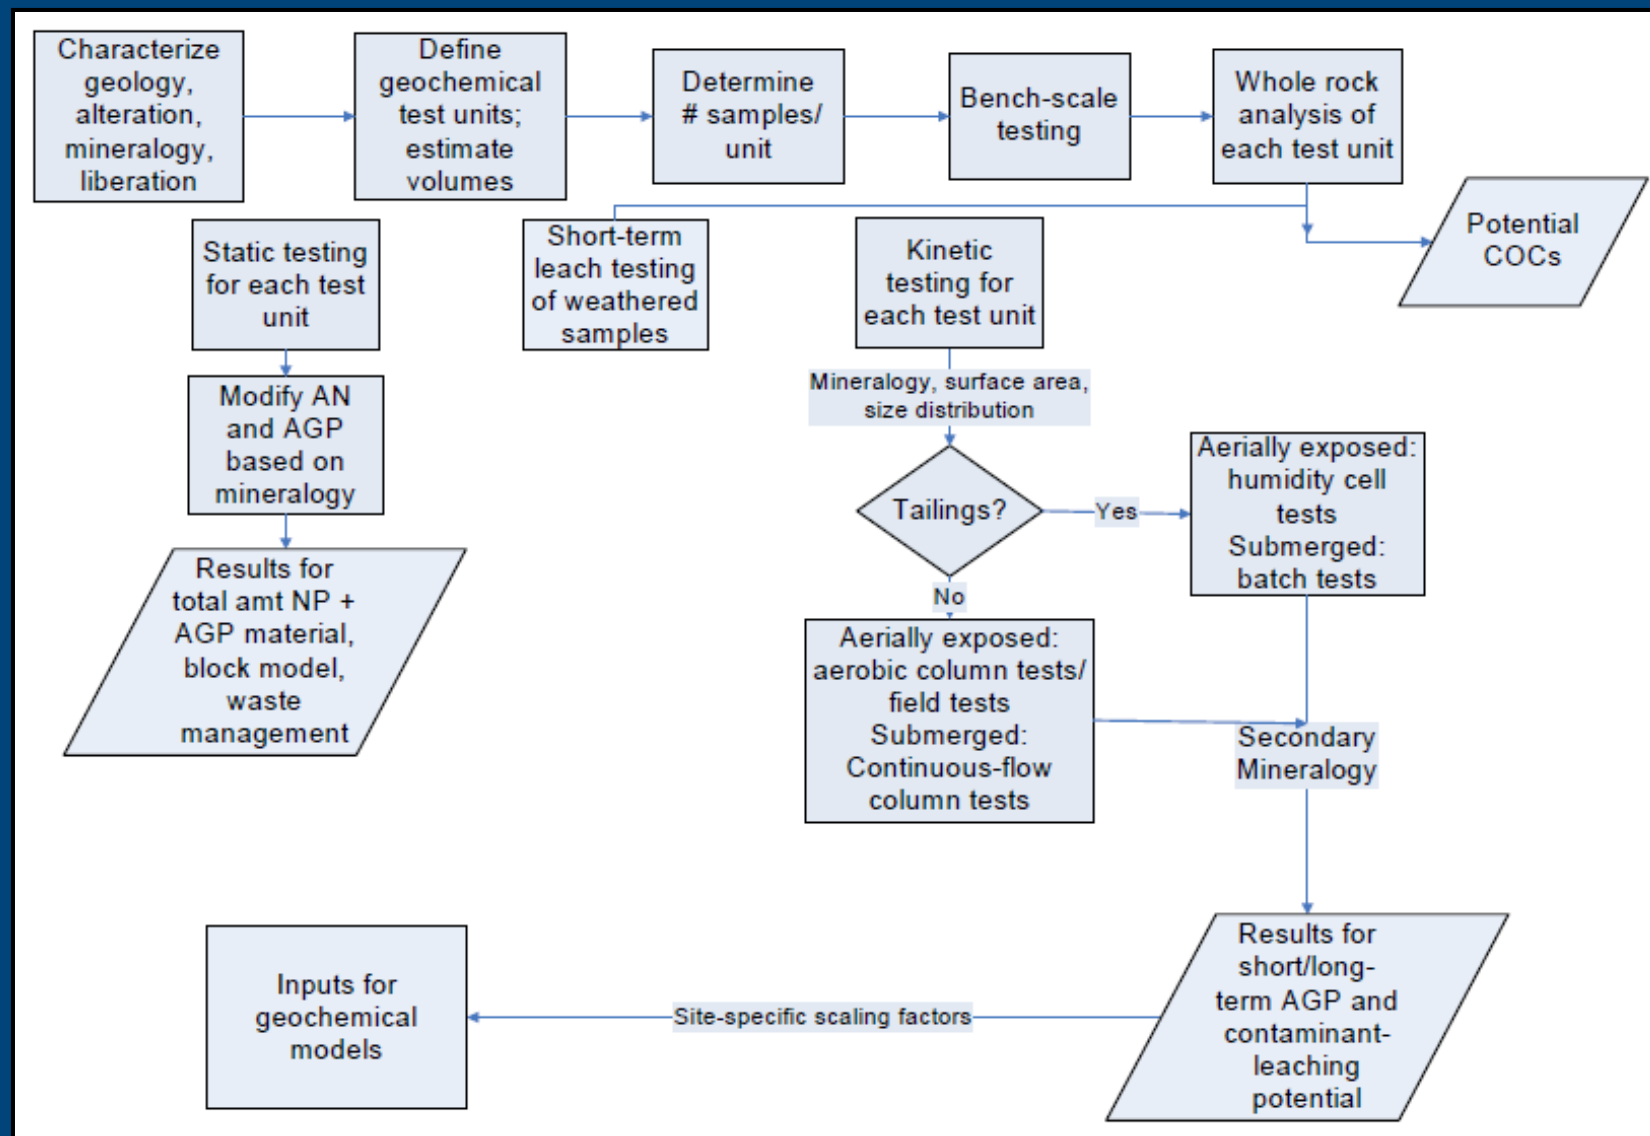 Characterize
geology,
alteration,
mineralogy,
liberation
Define
geochemical
test units;
estimate
volumes
Determine
# samples/
unit
Bench-scale
testing
Whole rock
analysis of
each test unit
Potential
COCs
Static testing
for each test
unit
Short-term
leach testing
of weathered
samples
Kinetic
testing for
each test unit
Modify AN
and AGP
based on
mineralogy
Mineralogy, surface area,
size distribution
Tailings?
Yes
Aerially exposed:
humidity cell
tests
Submerged:
batch tests
No
Results for
total amt NP +
AGP material,
block model,
waste
management
Aerially exposed:
aerobic column tests/
field tests
Submerged:
Continuous-flow
column tests
Secondary
Mineralogy
Results for
short/long-
term AGP and
contaminant-
leaching
potential
Site-specific scaling factors
Inputs for
geochemical
models